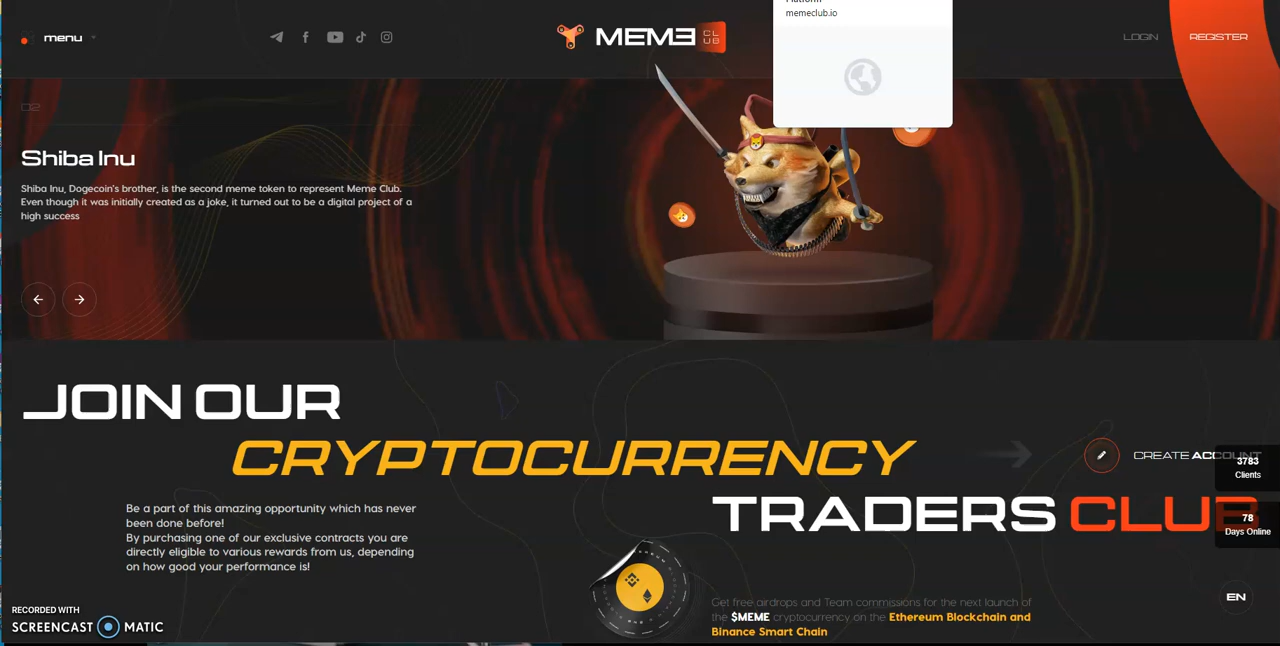 Platform
memeclub.io
menu
MEME
CL
UB
LOGIN
REGISTER
02
Shiba Inu
Shiba Inu, Dogecoin's brother, is the second meme token to represent Meme Club.
Even though it was initially created as a joke, it turned out to be a digital project of a
high success
JOIN OUR
CRYPTOCURRENCY
CREATE ACCOUNT
3783
Clients
TRADERS CLUB
78
Days Online
Be a part of this amazing opportunity which has never
been done before!
By purchasing one of our exclusive contracts you are
directly eligible to various rewards from us, depending
on how good your performance is!
Get free airdrops and Team commissions for the next launch of
the $MEME cryptocurrency on the Ethereum Blockchain and
Binance Smart Chain
EN
RECORDED WITH
SCREENCAST MATIC